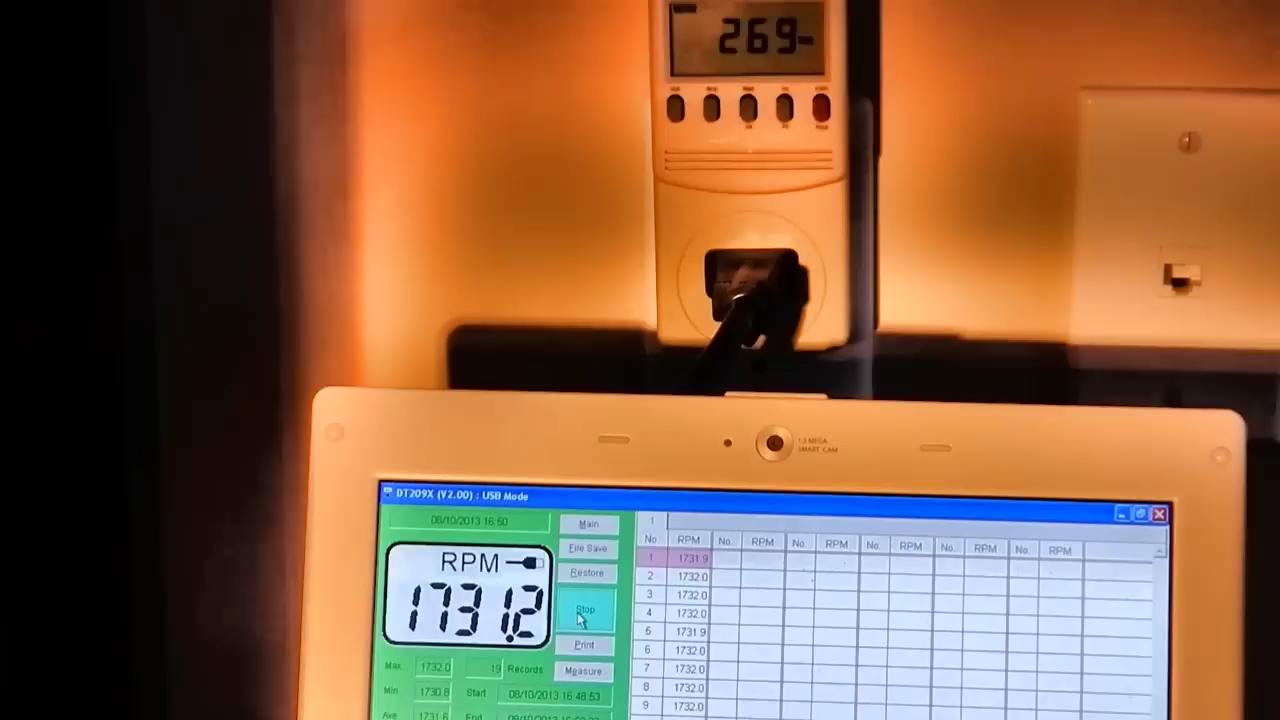 269-
1.3 MEGA
SMART CAM
DT209X (V2.00) : USB Mode
08/10/2013 16:50
RPM
1731.2
Main
File Save
Restore
Stop
Print
Measure
Max. 1732.0 19 Records
Min. 1730.8 Start 08/10/2013 16:48:53
Ave 1731.6 End
1
No. RPM No. RPM No. RPM No. RPM No. RPM No. RPM
1 1731.9
2 1732.0
3 1732.0
4 1732.0
5 1731.9
6 1732.0
7 1732.0
8 1732.0
9 1732.0